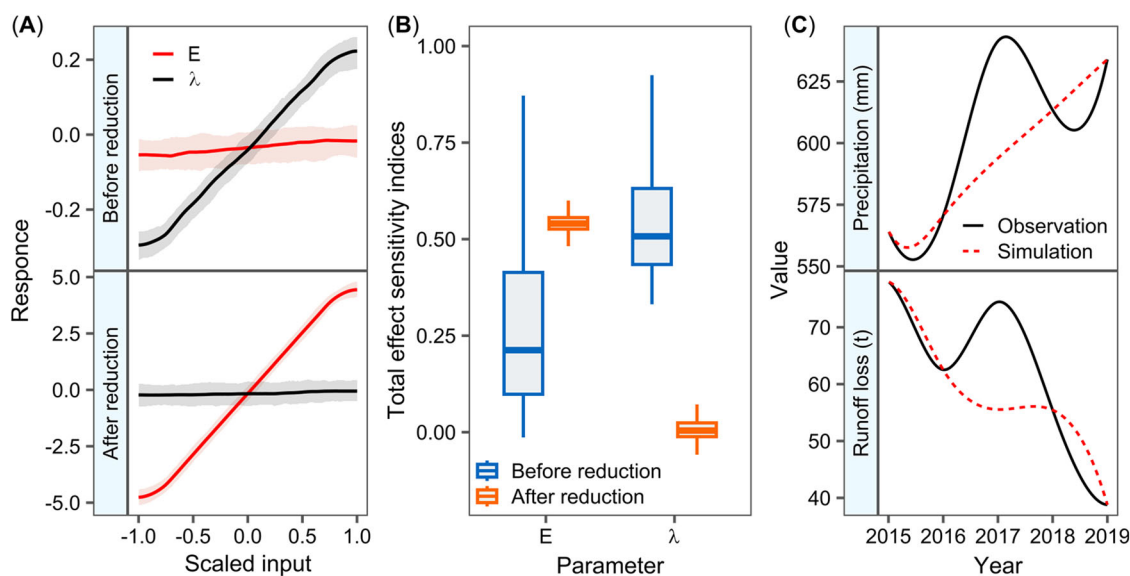 (A)
Responce
Before reduction
After reduction
E
λ
0.2
0.0
-0.2
5.0
2.5
0.0
-2.5
-5.0
-1.0 -0.5 0.0 0.5 1.0
Scaled input
(B)
Total effect sensitivity indices
1.00
0.75
0.50
0.25
0.00
Before reduction
After reduction
E λ
Parameter
(C)
Value
Precipitation (mm)
Runoff loss (t)
625
600
575
550
Observation
Simulation
70
60
50
40
2015 2016 2017 2018 2019
Year